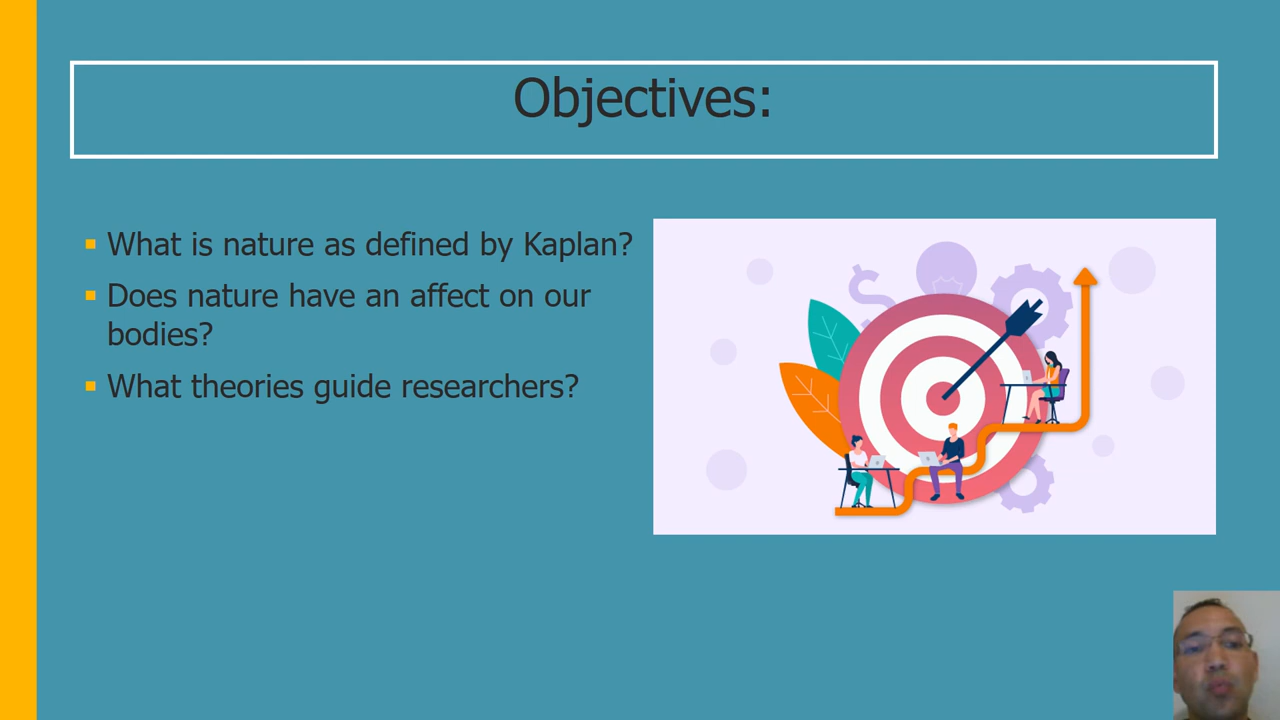 Objectives:
What is nature as defined by Kaplan?
Does nature have an affect on our
bodies?
What theories guide researchers?